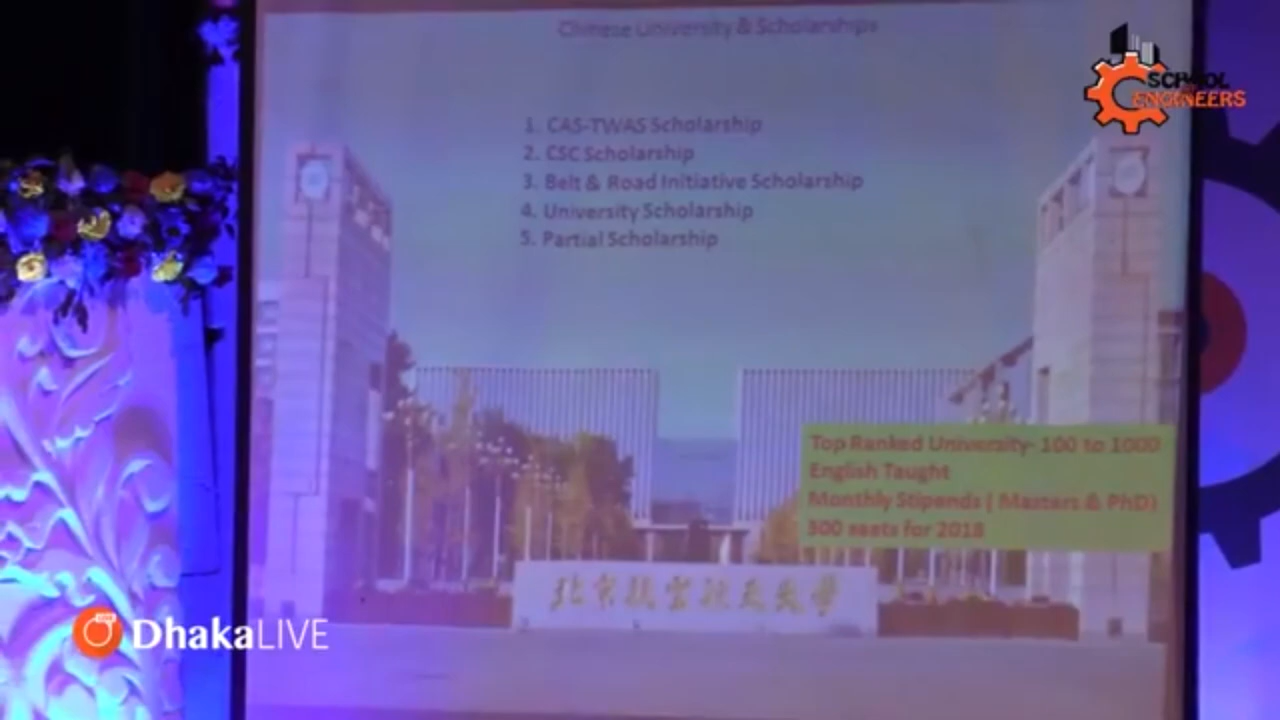 Chinese University & Scholarships
SCHOOL
OF
ENGINEERS
1. CAS-TWAS Scholarship
2. CSC Scholarship
3. Belt & Road Initiative Scholarship
4. University Scholarship
5. Partial Scholarship
Top Ranked University- 100 to 1000
English Taught
Monthly Stipends ( Masters & PhD)
300 seats for 2018
北京航空航天大学
DhakaLIVE